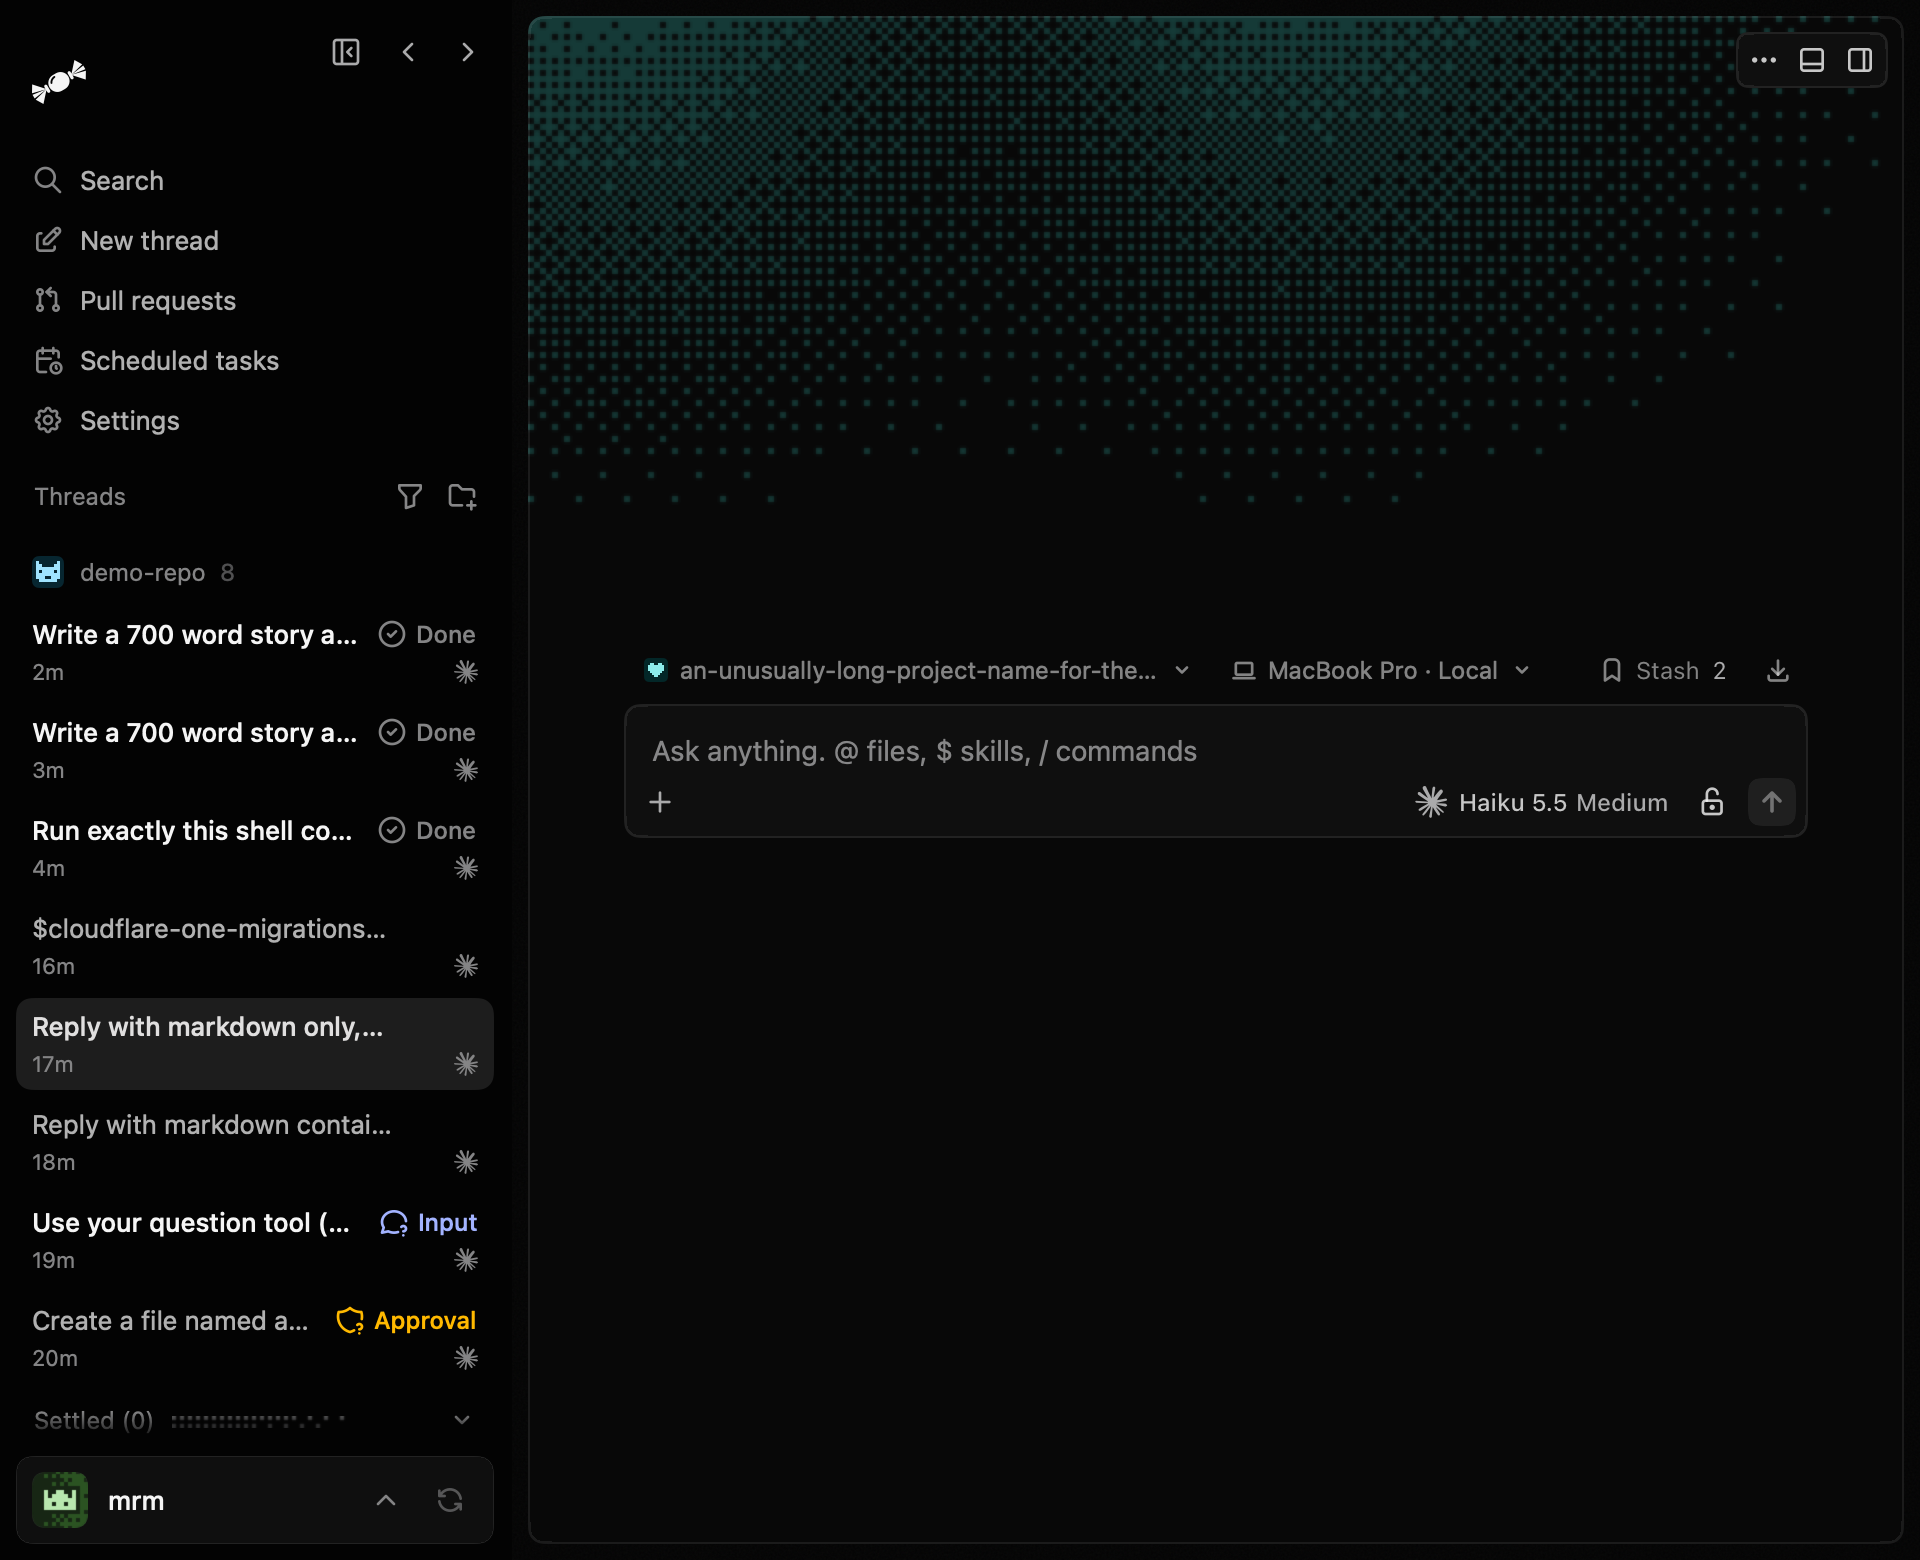 Search
New thread
Pull requests
Scheduled tasks
Settings
Threads
demo-repo 8
Write a 700 word story a... Done
2m
Write a 700 word story a... Done
3m
Run exactly this shell co... Done
4m
$cloudflare-one-migrations...
16m
Reply with markdown only,...
17m
Reply with markdown contai...
18m
Use your question tool (... Input
19m
Create a file named a... Approval
20m
Settled (0)
mrm
an-unusually-long-project-name-for-the... MacBook Pro · Local Stash 2
Ask anything. @ files, $ skills, / commands
Haiku 5.5 Medium